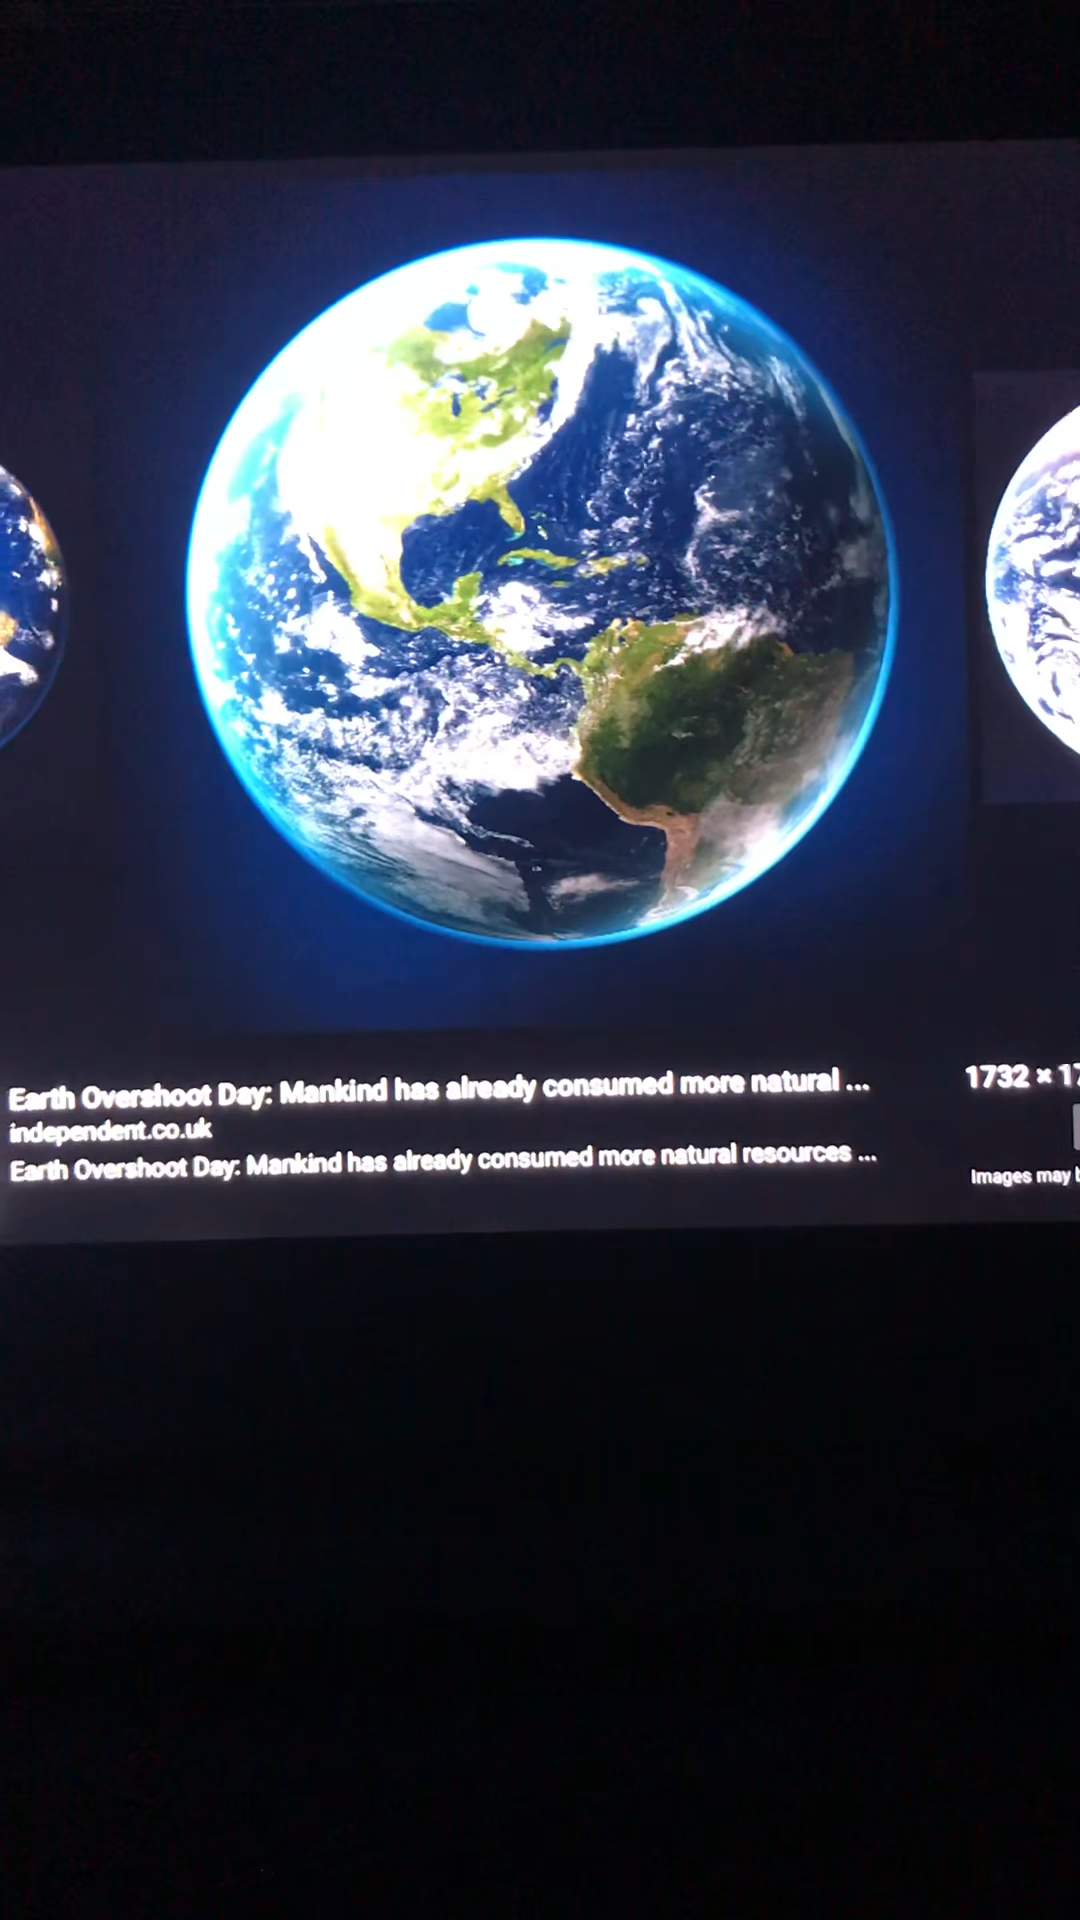 Earth Overshoot Day: Mankind has already consumed more natural ...
independent.co.uk
Earth Overshoot Day: Mankind has already consumed more natural resources ...
1732 × 17
Images may b